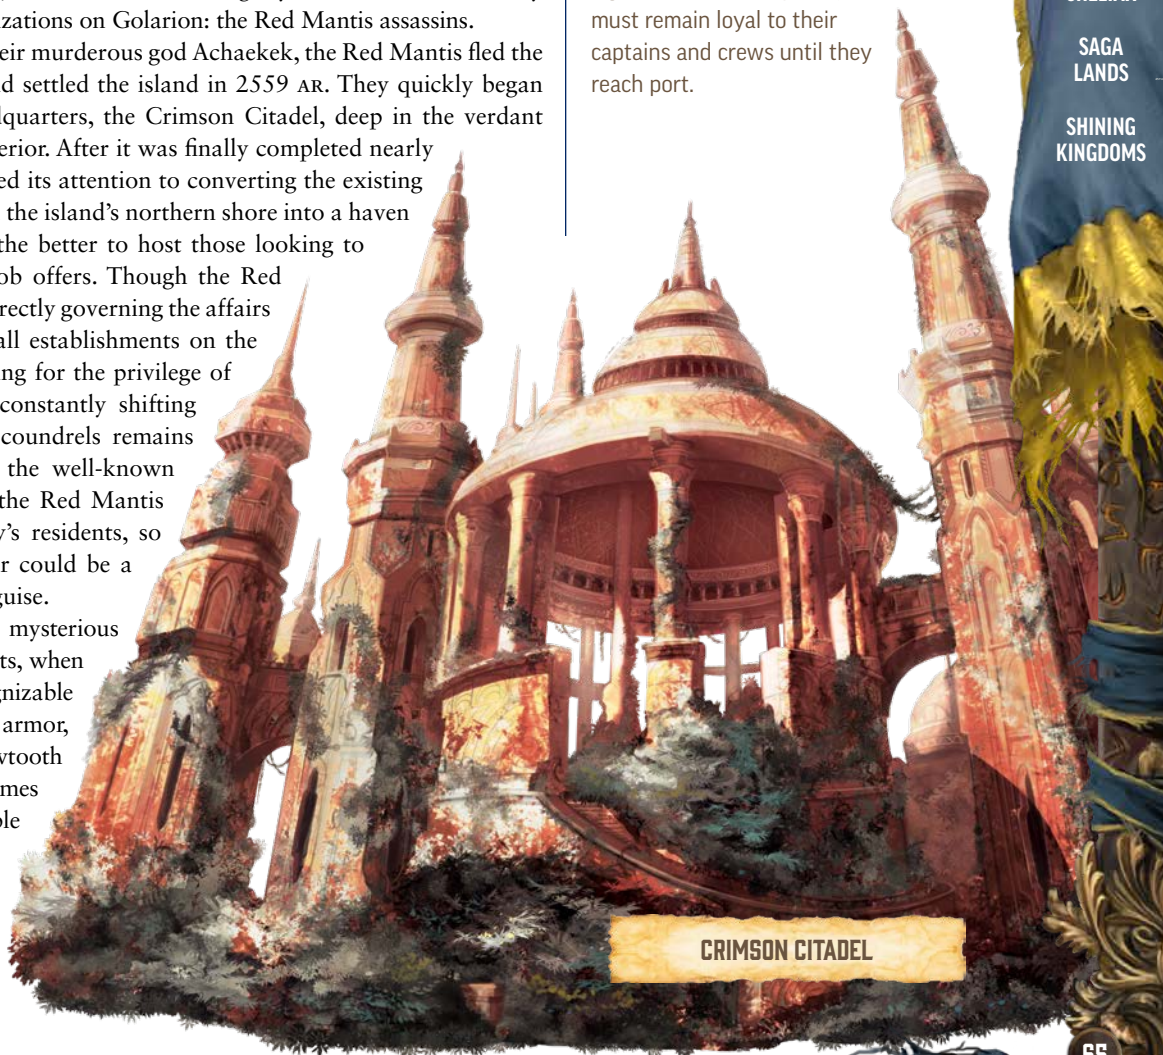 izations on Golarion: the Red Mantis assassins.
eir murderous god Achaekek, the Red Mantis fled the
d settled the island in 2559 AR. They quickly began
lquarters, the Crimson Citadel, deep in the verdant
erior. After it was finally completed nearly
ed its attention to converting the existing
the island's northern shore into a haven
the better to host those looking to
ob offers. Though the Red
rectly governing the affairs
all establishments on the
ng for the privilege of
constantly shifting
coundrels remains
the well-known
the Red Mantis
y's residents, so
r could be a
guise.
mysterious
ts, when
gnizable
armor,
wtooth
mes
ble
must remain loyal to their
captains and crews until they
reach port.
SAGA
LANDS
SHINING
KINGDOMS
CRIMSON CITADEL